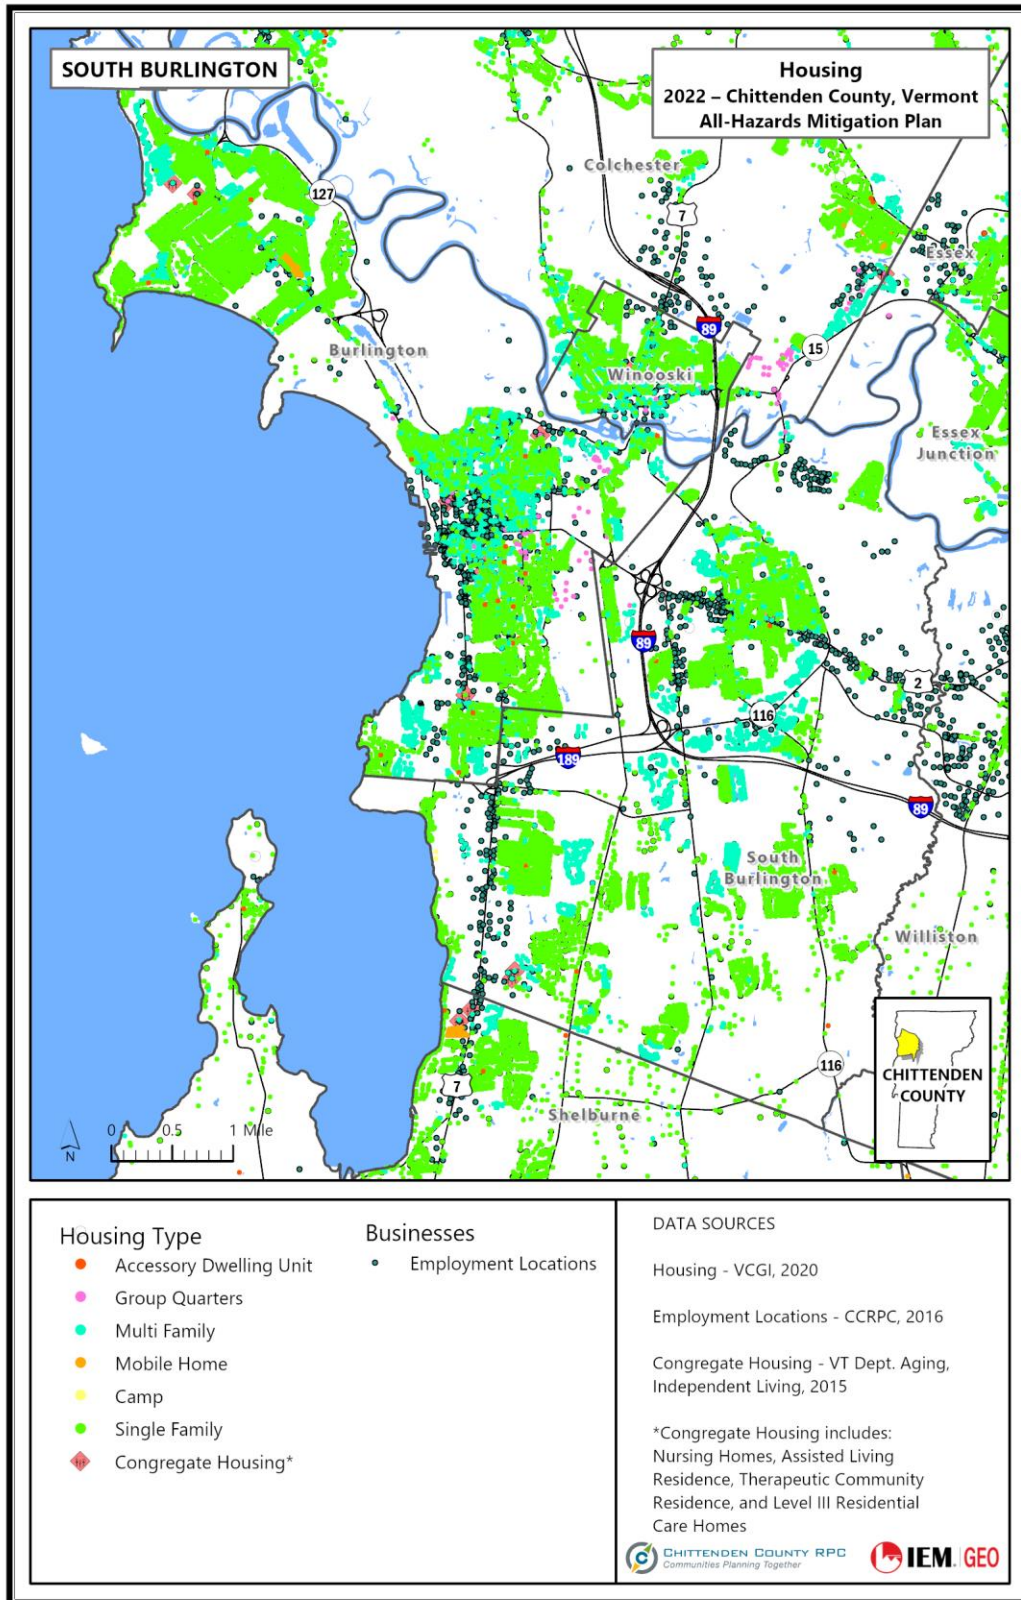 SOUTH BURLINGTON
Housing
2022 – Chittenden County, Vermont
All-Hazards Mitigation Plan
Colchester
127
7
Essex
89
15
Burlington
Winooski
Essex
Junction
89
2
116
189
89
South
Burlington
Williston
116
CHITTENDEN
COUNTY
7
Shelburne
N
0 0.5 1 Mile
Housing Type
Accessory Dwelling Unit
Group Quarters
Multi Family
Mobile Home
Camp
Single Family
Congregate Housing*
Businesses
Employment Locations
DATA SOURCES
Housing - VCGI, 2020
Employment Locations - CCRPC, 2016
Congregate Housing - VT Dept. Aging,
Independent Living, 2015
*Congregate Housing includes:
Nursing Homes, Assisted Living
Residence, Therapeutic Community
Residence, and Level III Residential
Care Homes
CHITTENDEN COUNTY RPC
Communities Planning Together
IEM. GEO